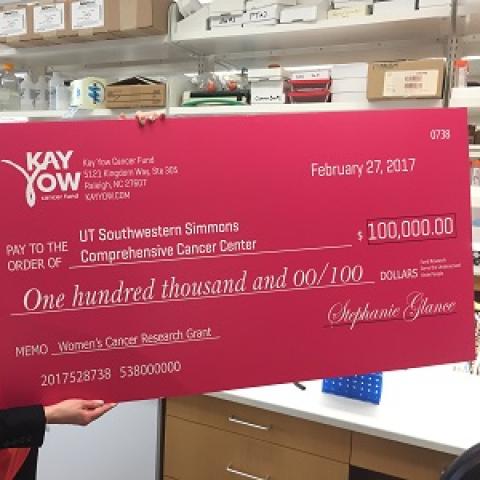 0738
KAY
YOW
cancer fund
Kay Yow Cancer Fund
5121 Kingdom Way, Ste 305
Raleigh, NC 27607
KAYYOW.COM
February 27, 2017
PAY TO THE
ORDER OF
UT Southwestern Simmons
Comprehensive Cancer Center
$ 100,000.00
One hundred thousand and 00/100
DOLLARS
Stephanie Glance
MEMO Women's Cancer Research Grant
2017528738 538000000